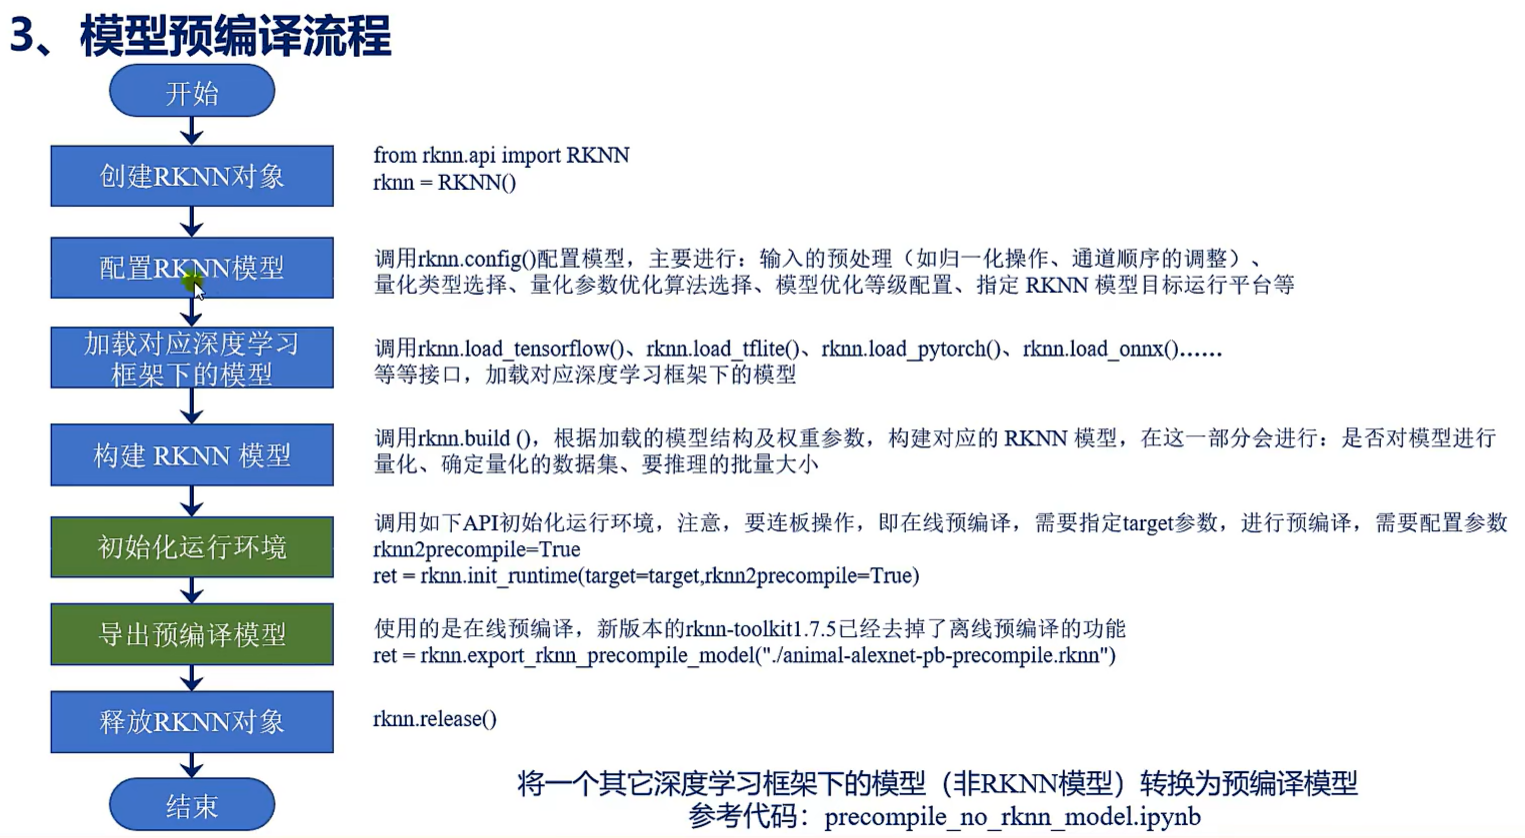 3、模型预编译流程
开始
创建RKNN对象
from rknn.api import RKNN
rknn = RKNN()
配置RKNN模型
调用rknn.config()配置模型，主要进行：输入的预处理（如归一化操作、通道顺序的调整）、
量化类型选择、量化参数优化算法选择、模型优化等级配置、指定 RKNN 模型目标运行平台等
加载对应深度学习
框架下的模型
调用rknn.load_tensorflow()、rknn.load_tflite()、rknn.load_pytorch()、rknn.load_onnx()……
等等接口，加载对应深度学习框架下的模型
构建 RKNN 模型
调用rknn.build ()，根据加载的模型结构及权重参数，构建对应的 RKNN 模型，在这一部分会进行：是否对模型进行
量化、确定量化的数据集、要推理的批量大小
初始化运行环境
调用如下API初始化运行环境，注意，要连板操作，即在线预编译，需要指定target参数，进行预编译，需要配置参数
rknn2precompile=True
ret = rknn.init_runtime(target=target,rknn2precompile=True)
导出预编译模型
使用的是在线预编译，新版本的rknn-toolkit1.7.5已经去掉了离线预编译的功能
ret = rknn.export_rknn_precompile_model("./animal-alexnet-pb-precompile.rknn")
释放RKNN对象
rknn.release()
结束
将一个其它深度学习框架下的模型（非RKNN模型）转换为预编译模型
参考代码：precompile_no_rknn_model.ipynb